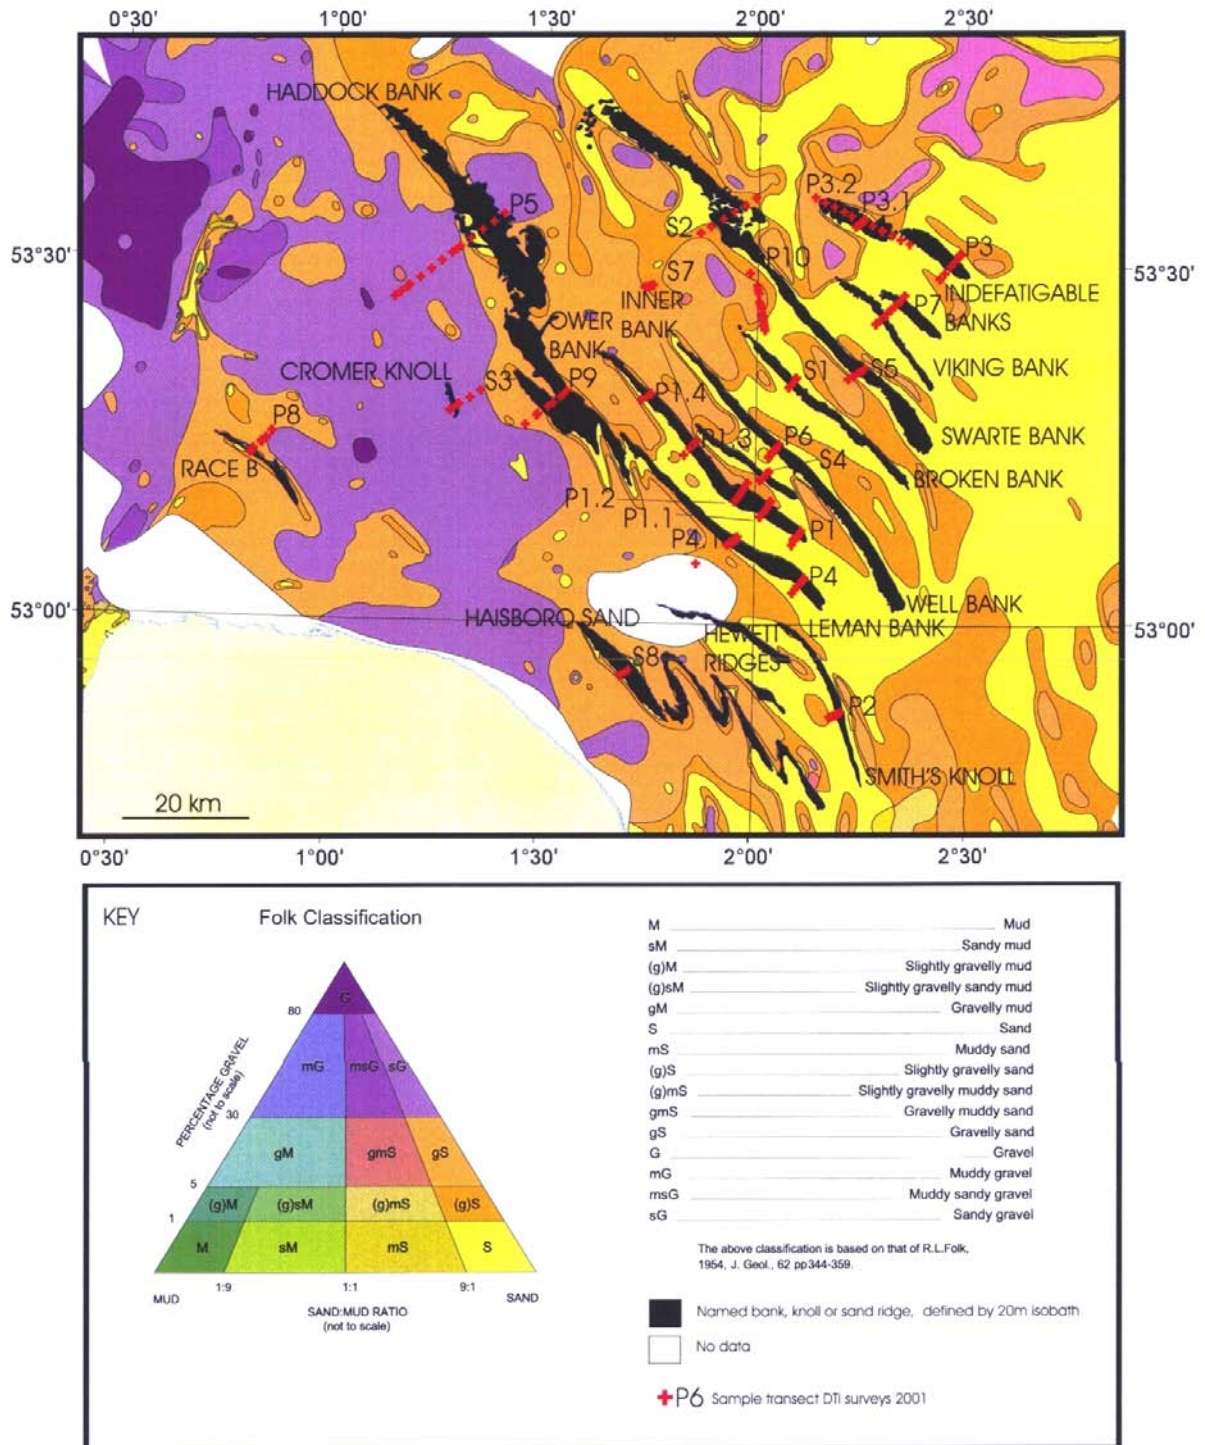 0°30' 1°00' 1°30' 2°00' 2°30'
HADDOCK BANK
P3.2
P5
P3.1
S2
P3
53°30'
P10
53°30'
S7
INDEFATIGABLE
BANKS
P7
INNER
BANK
OWER
BANK
CROMER KNOLL
S3
P9
S1
S5
VIKING BANK
P1.4
P8
P1.3
P6
SWARTE BANK
RACE B
S4
BROKEN BANK
P1.2
P1.1
P1
P4.1
P4
53°00'
WELL BANK
HAISBORO SAND
LEMAN BANK
53°00'
HEWETT
RIDGES
S8
P2
SMITH'S KNOLL
20 km
0°30' 1°00' 1°30' 2°00' 2°30'
KEY
Folk Classification
G
80
mG msG sG
PERCENTAGE GRAVEL
(not to scale)
30
gM gmS gS
5
(g)M (g)sM (g)mS (g)S
1
M sM mS S
1:9 1:1 9:1
MUD SAND
SAND:MUD RATIO
(not to scale)
M Mud
sM Sandy mud
(g)M Slightly gravelly mud
(g)sM Slightly gravelly sandy mud
gM Gravelly mud
S Sand
mS Muddy sand
(g)S Slightly gravelly sand
(g)mS Slightly gravelly muddy sand
gmS Gravelly muddy sand
gS Gravelly sand
G Gravel
mG Muddy gravel
msG Muddy sandy gravel
sG Sandy gravel
The above classification is based on that of R.L.Folk,
1954, J. Geol., 62 pp344-359.
Named bank, knoll or sand ridge, defined by 20m isobath
No data
P6 Sample transect DTI surveys 2001